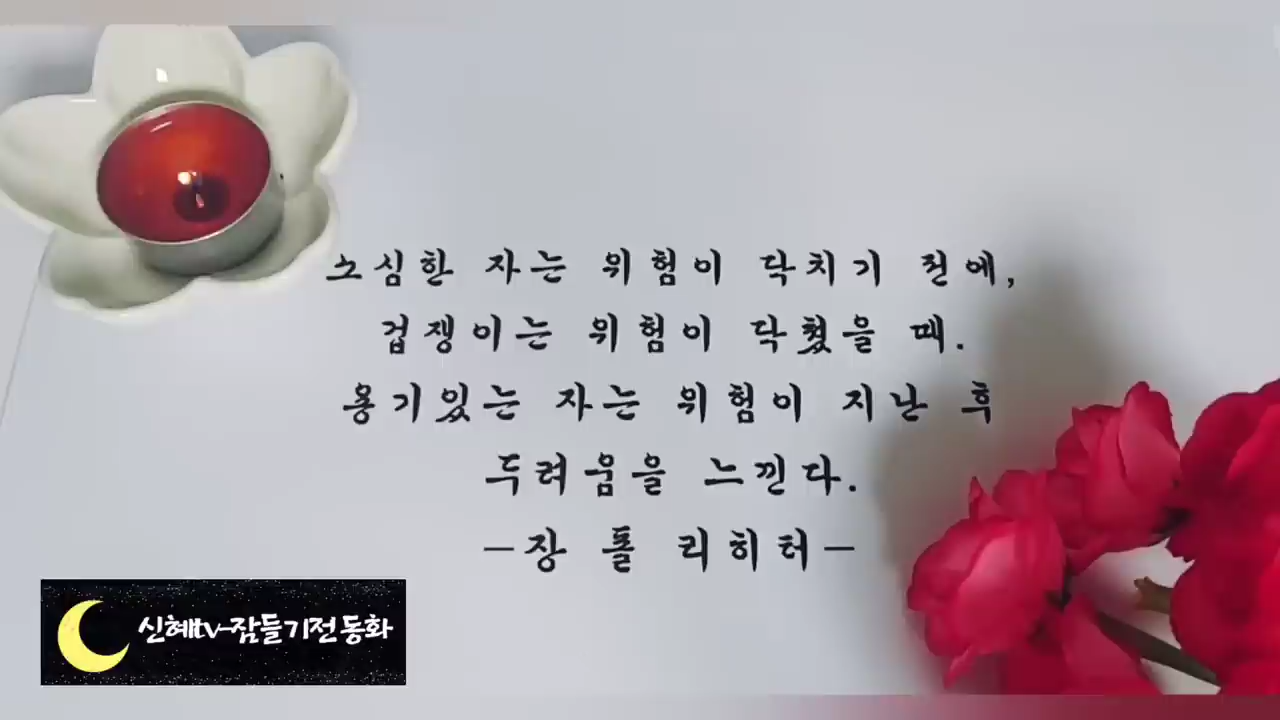 소심한 자는 위험이 닥치기 전에,
겁쟁이는 위험이 닥쳤을 때.
용기있는 자는 위험이 지난 후
두려움을 느낀다.
-장 톨 리히터-
신혜tv-잠들기전 동화